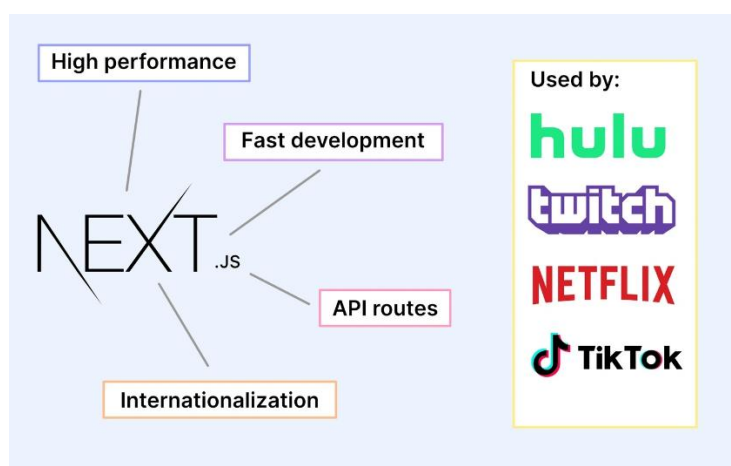 High performance
Fast development
NEXT.JS
API routes
Internationalization
Used by:
hulu
twitch
NETFLIX
TikTok